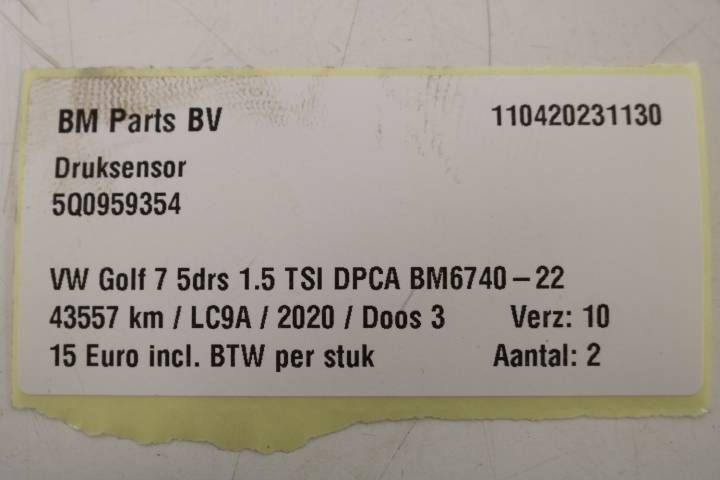 BM Parts BV 110420231130
Druksensor
5Q0959354
VW Golf 7 5drs 1.5 TSI DPCA BM6740 – 22
43557 km / LC9A / 2020 / Doos 3 Verz: 10
15 Euro incl. BTW per stuk Aantal: 2